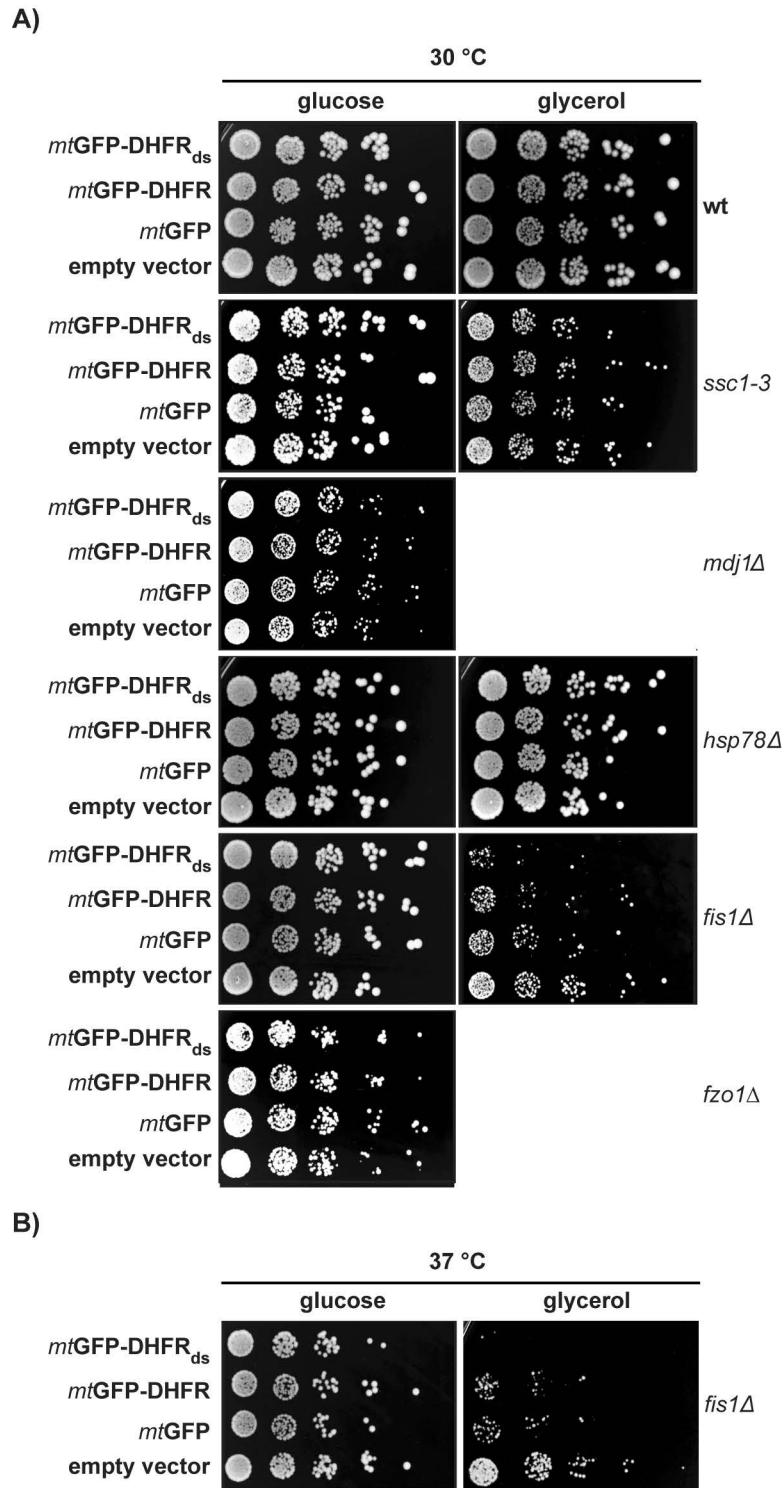 A)
30 °C
glucose glycerol
mtGFP-DHFRds
mtGFP-DHFR
mtGFP
empty vector
wt
mtGFP-DHFRds
mtGFP-DHFR
mtGFP
empty vector
ssc1-3
mtGFP-DHFRds
mtGFP-DHFR
mtGFP
empty vector
mdj1Δ
mtGFP-DHFRds
mtGFP-DHFR
mtGFP
empty vector
hsp78Δ
mtGFP-DHFRds
mtGFP-DHFR
mtGFP
empty vector
fis1Δ
mtGFP-DHFRds
mtGFP-DHFR
mtGFP
empty vector
fzo1Δ
B)
37 °C
glucose glycerol
mtGFP-DHFRds
mtGFP-DHFR
mtGFP
empty vector
fis1Δ